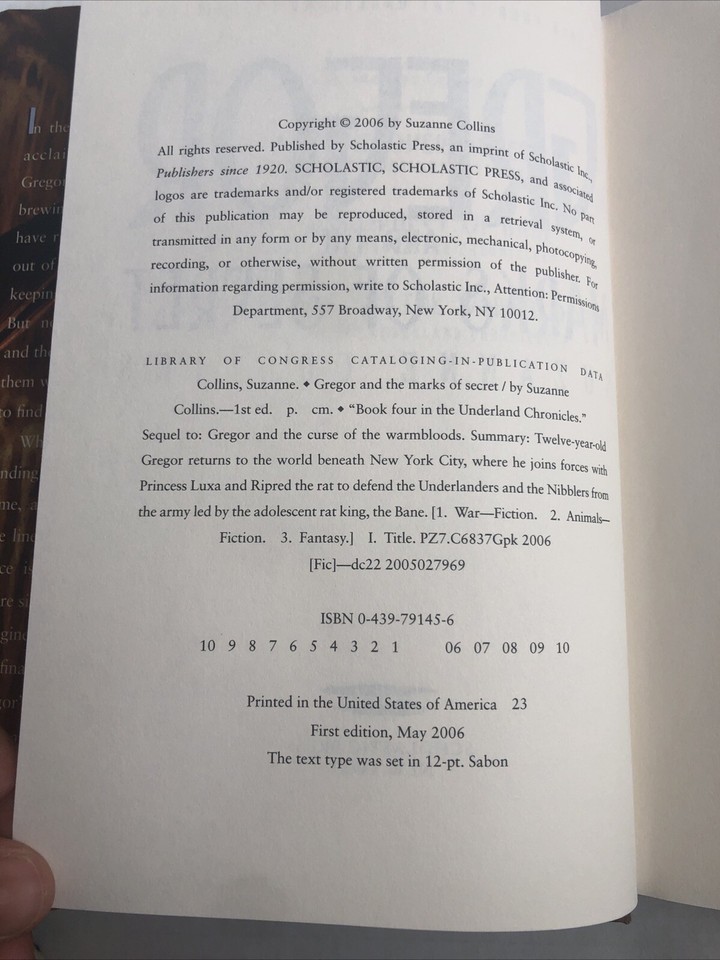 Copyright © 2006 by Suzanne Collins
All rights reserved. Published by Scholastic Press, an imprint of Scholastic Inc.,
Publishers since 1920. SCHOLASTIC, SCHOLASTIC PRESS, and associated
logos are trademarks and/or registered trademarks of Scholastic Inc. No part
of this publication may be reproduced, stored in a retrieval system, or
transmitted in any form or by any means, electronic, mechanical, photocopying,
recording, or otherwise, without written permission of the publisher. For
information regarding permission, write to Scholastic Inc., Attention: Permissions
Department, 557 Broadway, New York, NY 10012.
LIBRARY OF CONGRESS CATALOGING-IN-PUBLICATION DATA
Collins, Suzanne. ◆ Gregor and the marks of secret / by Suzanne
Collins.—1st ed. p. cm. ◆ “Book four in the Underland Chronicles.”
Sequel to: Gregor and the curse of the warmbloods. Summary: Twelve-year-old
Gregor returns to the world beneath New York City, where he joins forces with
Princess Luxa and Ripred the rat to defend the Underlanders and the Nibblers from
the army led by the adolescent rat king, the Bane. [1. War—Fiction. 2. Animals—
Fiction. 3. Fantasy.] I. Title. PZ7.C6837Gpk 2006
[Fic]—dc22 2005027969
ISBN 0-439-79145-6
10 9 8 7 6 5 4 3 2 1 06 07 08 09 10
Printed in the United States of America 23
First edition, May 2006
The text type was set in 12-pt. Sabon
In the
have
out of
But
and
them
to find